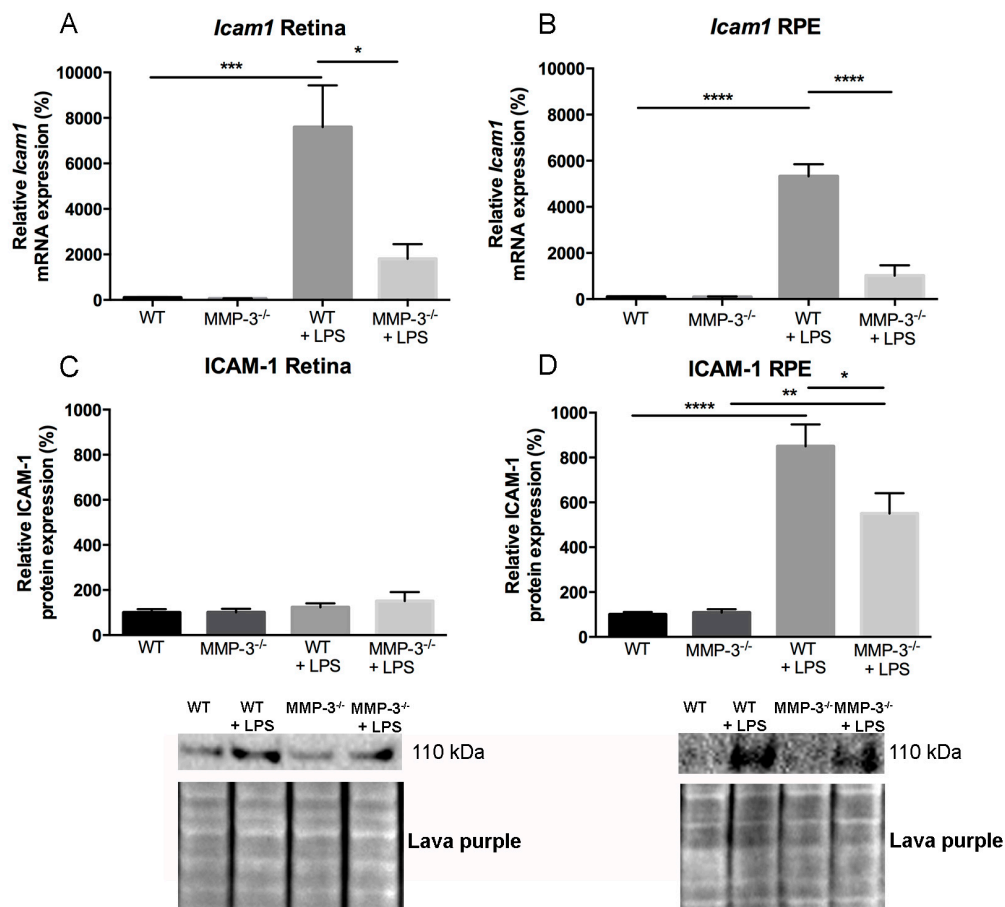 A
Icam1 Retina
***
*
10000
8000
6000
4000
2000
0
Relative Icam1
mRNA expression (%)
WT
MMP-3-/-
WT
+ LPS
MMP-3-/-
+ LPS
B
Icam1 RPE
****
****
10000
8000
6000
4000
2000
0
Relative Icam1
mRNA expression (%)
WT
MMP-3-/-
WT
+ LPS
MMP-3-/-
+ LPS
C
ICAM-1 Retina
1000
800
600
400
200
0
Relative ICAM-1
protein expression (%)
WT
MMP-3-/-
WT
+ LPS
MMP-3-/-
+ LPS
D
ICAM-1 RPE
*
**
****
1000
800
600
400
200
0
Relative ICAM-1
protein expression (%)
WT
MMP-3-/-
WT
+ LPS
MMP-3-/-
+ LPS
WT
WT
+ LPS
MMP-3-/-
MMP-3-/-
+ LPS
110 kDa
Lava purple
WT
WT
+ LPS
MMP-3-/-
MMP-3-/-
+ LPS
110 kDa
Lava purple